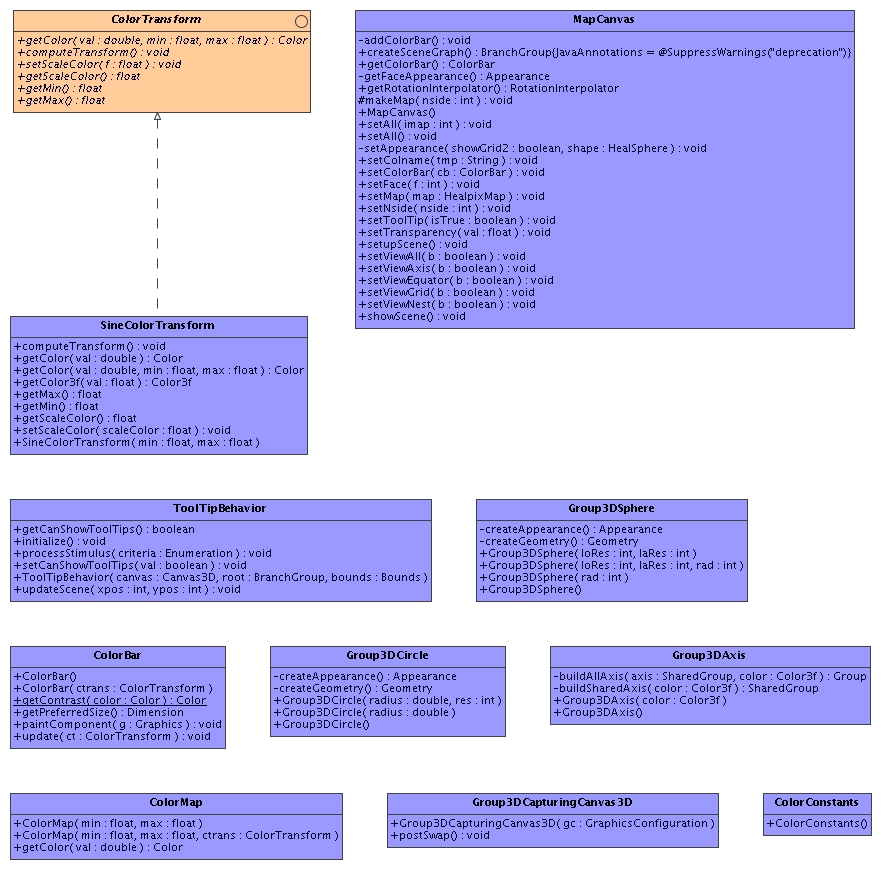 ColorTransform
+getColor( val : double, min : float, max : float ) : Color
+computeTransform() : void
+setScaleColor( f : float ) : void
+getScaleColor() : float
+getMin() : float
+getMax() : float
MapCanvas
-addColorBar() : void
+createSceneGraph() : BranchGroup{JavaAnnotations = @SuppressWarnings("deprecation")}
+getColorBar() : ColorBar
-getFaceAppearance() : Appearance
+getRotationInterpolator() : RotationInterpolator
#makeMap( nside : int ) : void
+MapCanvas()
+setAll( imap : int ) : void
+setAll() : void
-setAppearance( showGrid2 : boolean, shape : HealSphere ) : void
+setColname( tmp : String ) : void
+setColorBar( cb : ColorBar ) : void
+setFace( f : int ) : void
+setMap( map : HealpixMap ) : void
+setNside( nside : int ) : void
+setToolTip( isTrue : boolean ) : void
+setTransparency( val : float ) : void
+setupScene() : void
+setViewAll( b : boolean ) : void
+setViewAxis( b : boolean ) : void
+setViewEquator( b : boolean ) : void
+setViewGrid( b : boolean ) : void
+setViewNest( b : boolean ) : void
+showScene() : void
SineColorTransform
+computeTransform() : void
+getColor( val : double ) : Color
+getColor( val : double, min : float, max : float ) : Color
+getColor3f( val : float ) : Color3f
+getMax() : float
+getMin() : float
+getScaleColor() : float
+setScaleColor( scaleColor : float ) : void
+SineColorTransform( min : float, max : float )
ToolTipBehavior
+getCanShowToolTips() : boolean
+initialize() : void
+processStimulus( criteria : Enumeration ) : void
+setCanShowToolTips( val : boolean ) : void
+ToolTipBehavior( canvas : Canvas3D, root : BranchGroup, bounds : Bounds )
+updateScene( xpos : int, ypos : int ) : void
Group3DSphere
-createAppearance() : Appearance
-createGeometry() : Geometry
+Group3DSphere( loRes : int, laRes : int )
+Group3DSphere( loRes : int, laRes : int, rad : int )
+Group3DSphere( rad : int )
+Group3DSphere()
ColorBar
+ColorBar()
+ColorBar( ctrans : ColorTransform )
+getContrast( color : Color ) : Color
+getPreferredSize() : Dimension
+paintComponent( g : Graphics ) : void
+update( ct : ColorTransform ) : void
Group3DCircle
-createAppearance() : Appearance
-createGeometry() : Geometry
+Group3DCircle( radius : double, res : int )
+Group3DCircle( radius : double )
+Group3DCircle()
Group3DAxis
-buildAllAxis( axis : SharedGroup, color : Color3f ) : Group
-buildSharedAxis( color : Color3f ) : SharedGroup
+Group3DAxis( color : Color3f )
+Group3DAxis()
ColorMap
+ColorMap( min : float, max : float )
+ColorMap( min : float, max : float, ctrans : ColorTransform )
+getColor( val : double ) : Color
Group3DCapturingCanvas3D
+Group3DCapturingCanvas3D( gc : GraphicsConfiguration )
+postSwap() : void
ColorConstants
+ColorConstants()